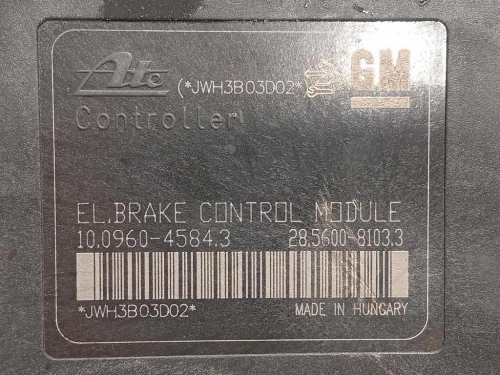 Ate (*JWH3B03D02*) GM
Controller
EL.BRAKE CONTROL MODULE
10.0960-4584.3 28.5600-8103.3
*JWH3B03D02* MADE IN HUNGARY